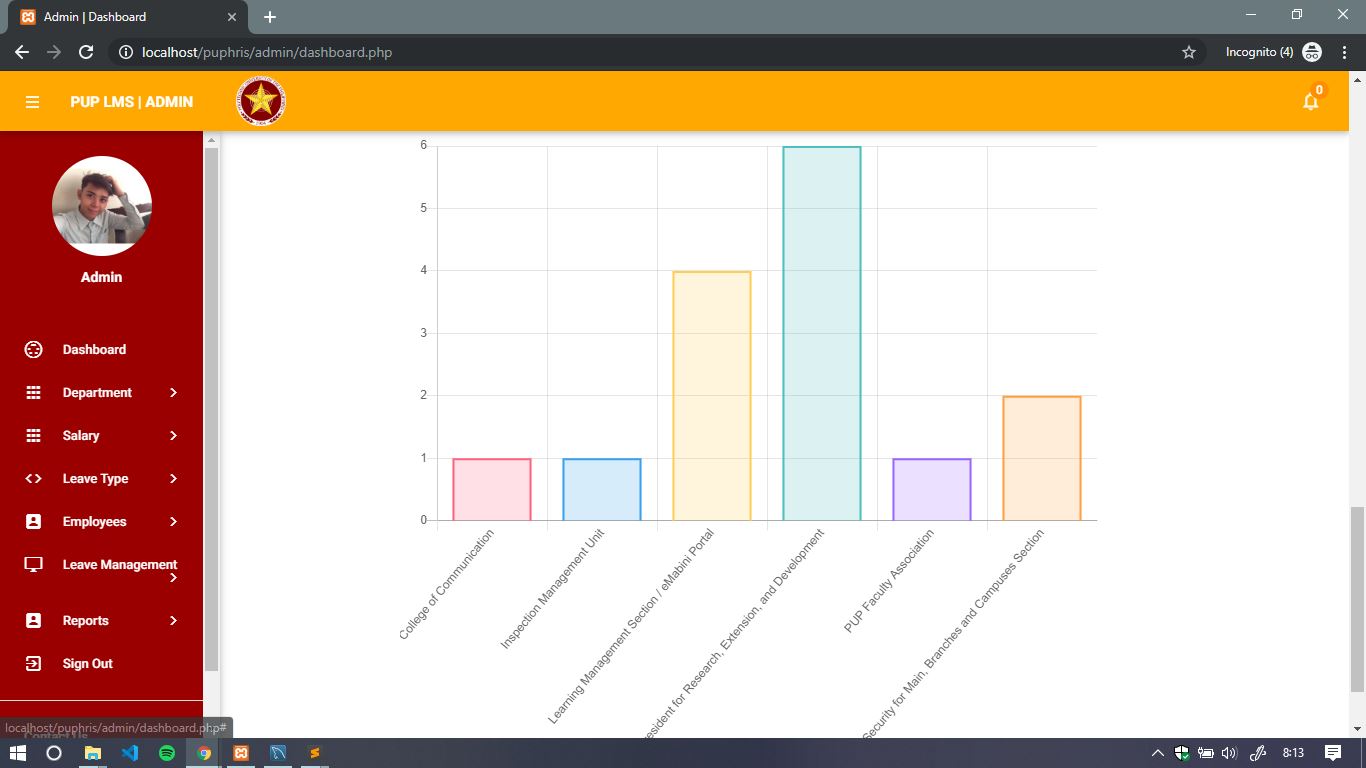 Admin | Dashboard
localhost/puphris/admin/dashboard.php
Incognito (4)
PUP LMS | ADMIN
0
Admin
Dashboard
Department
Salary
Leave Type
Employees
Leave Management
Reports
Sign Out
Contact Us
localhost/puphris/admin/dashboard.php#
6
5
4
3
2
1
0
College of Communication
Inspection Management Unit
Learning Management Section / eMabini Portal
esident for Research, Extension, and Development
PUP Faculty Association
Security for Main, Branches and Campuses Section
8:13